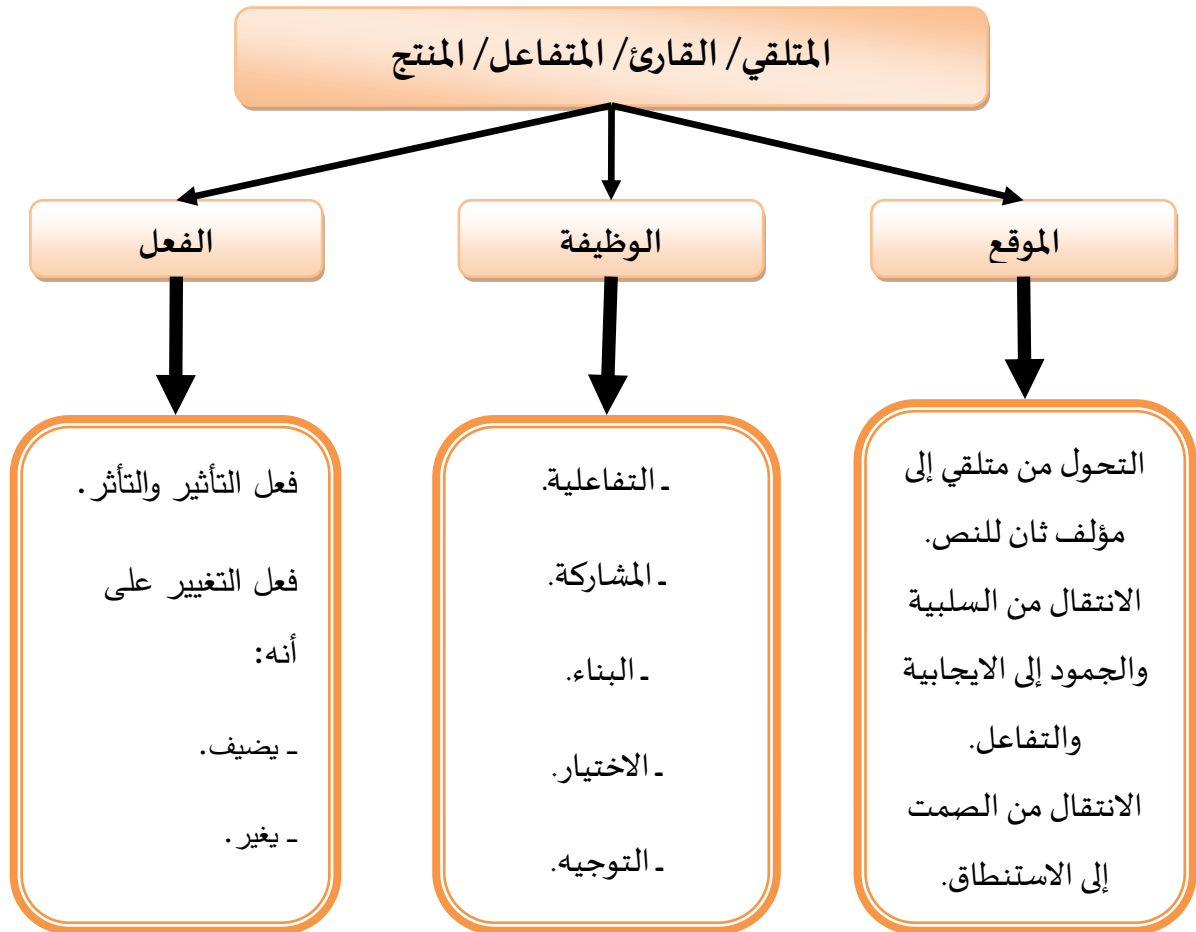 المتلقي/ القارئ/ المتفاعل/ المنتج
الموقع
الوظيفة
الفعل
التحول من متلقي إلى
مؤلف ثان للنص.
الانتقال من السلبية
والجمود إلى الايجابية
والتفاعل.
الانتقال من الصمت
إلى الاستنطاق.
ـ التفاعلية.
ـ المشاركة.
ـ البناء.
ـ الاختيار.
ـ التوجيه.
فعل التأثير والتأثر.
فعل التغيير على
أنه:
ـ يضيف.
ـ يغير.